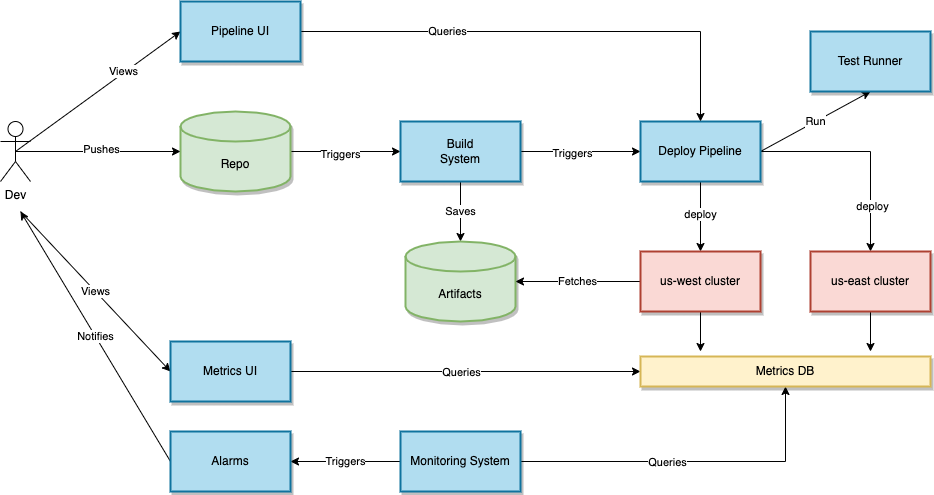 Pipeline UI
Queries
Test Runner
Views
Run
Dev
Pushes
Repo
Triggers
Build
System
Triggers
Deploy Pipeline
Saves
deploy
deploy
Artifacts
Fetches
us-west cluster
us-east cluster
Views
Notifies
Metrics UI
Queries
Metrics DB
Alarms
Triggers
Monitoring System
Queries